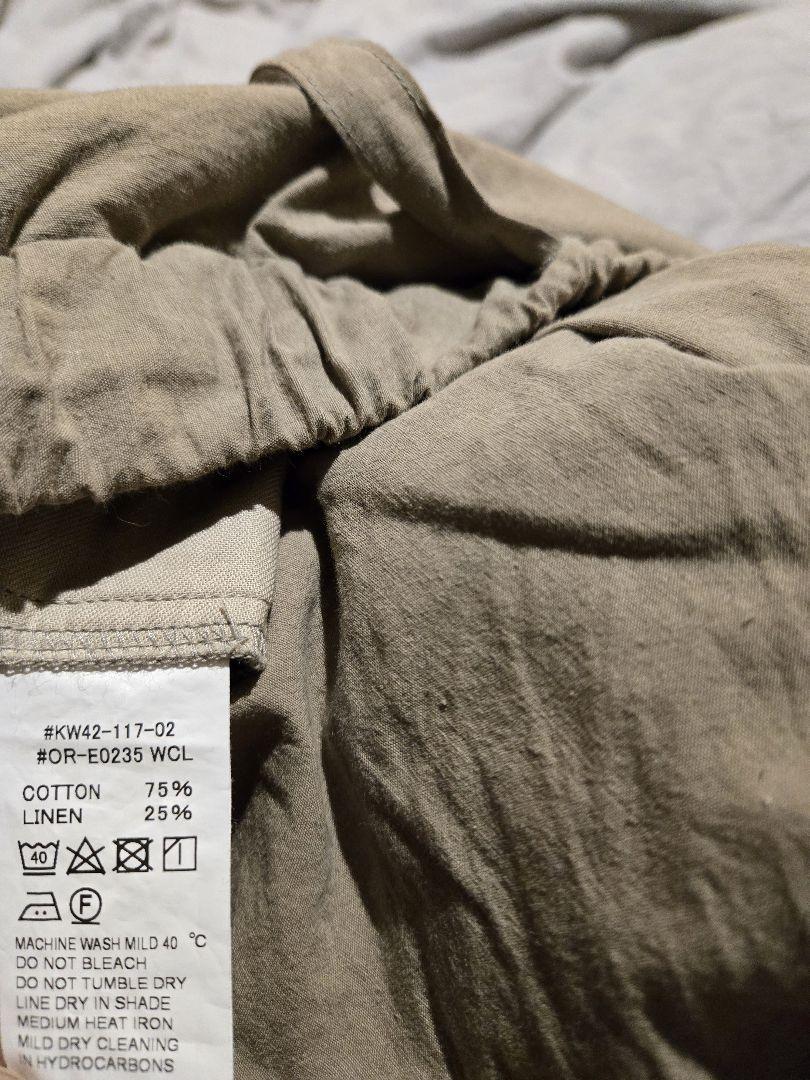 #KW42-117-02
#OR-E0235 WCL
COTTON 75%
LINEN 25%
40
F
MACHINE WASH MILD 40 ℃
DO NOT BLEACH
DO NOT TUMBLE DRY
LINE DRY IN SHADE
MEDIUM HEAT IRON
MILD DRY CLEANING
IN HYDROCARBONS